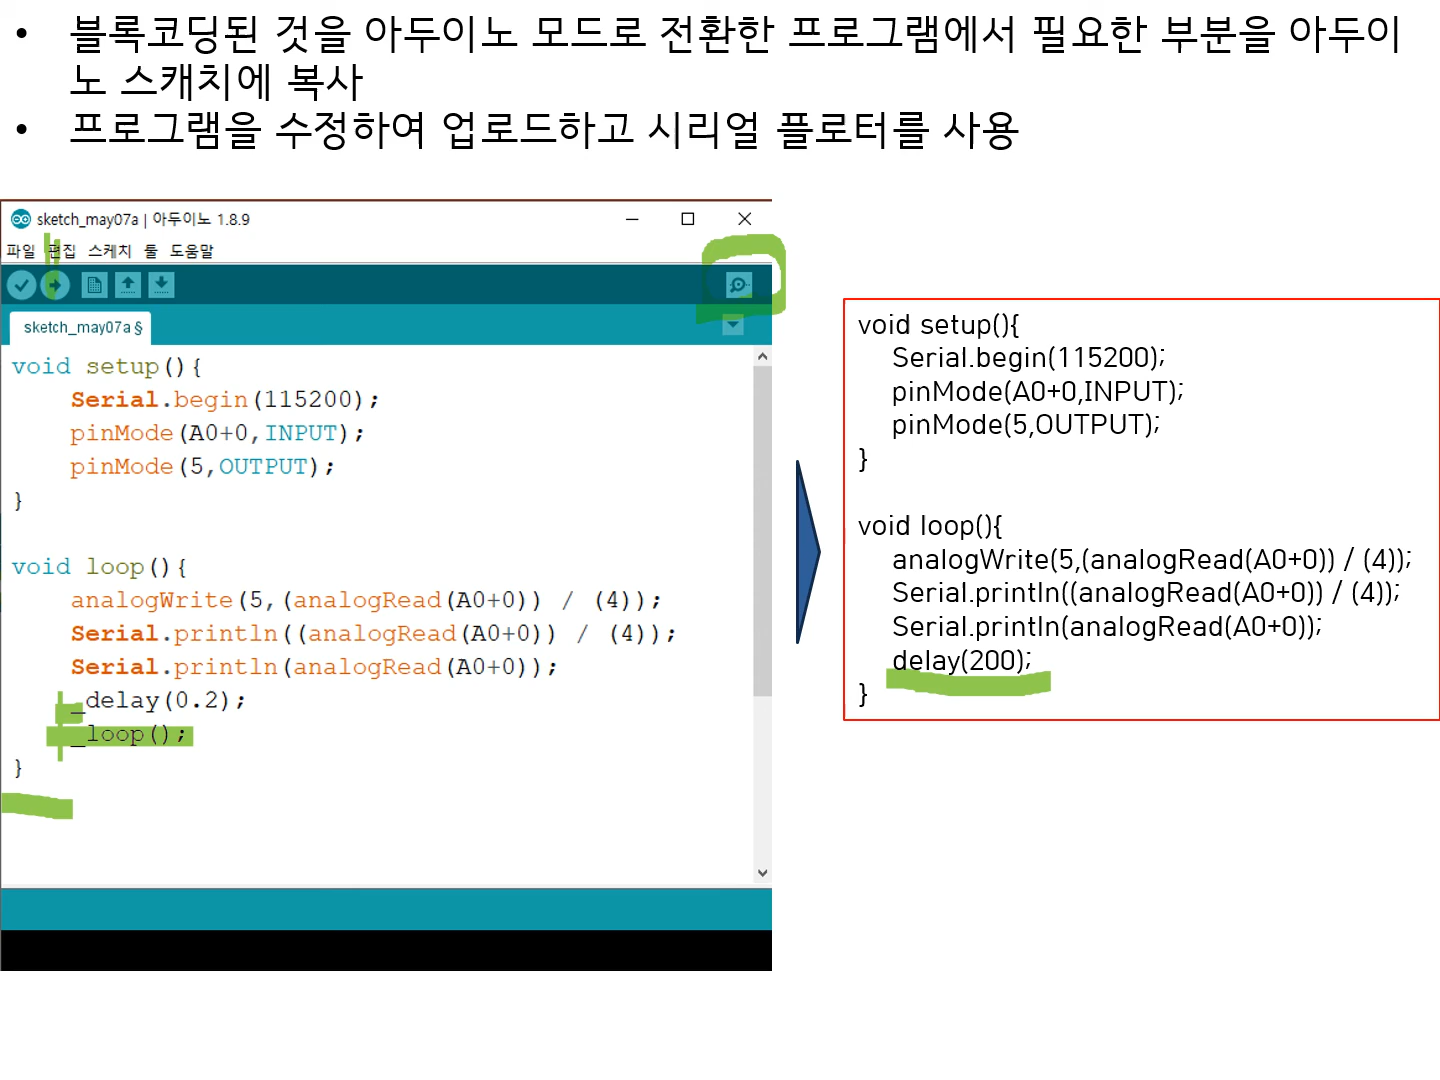 • 블록코딩된 것을 아두이노 모드로 전환한 프로그램에서 필요한 부분을 아두이
노 스캐치에 복사
• 프로그램을 수정하여 업로드하고 시리얼 플로터를 사용
sketch_may07a | 아두이노 1.8.9
파일 편집 스케치 툴 도움말
sketch_may07a §
void setup(){
    Serial.begin(115200);
    pinMode(A0+0,INPUT);
    pinMode(5,OUTPUT);
}
void loop(){
    analogWrite(5,(analogRead(A0+0)) / (4));
    Serial.println((analogRead(A0+0)) / (4));
    Serial.println(analogRead(A0+0));
    _delay(0.2);
    _loop();
}
void setup(){
    Serial.begin(115200);
    pinMode(A0+0,INPUT);
    pinMode(5,OUTPUT);
}
void loop(){
    analogWrite(5,(analogRead(A0+0)) / (4));
    Serial.println((analogRead(A0+0)) / (4));
    Serial.println(analogRead(A0+0));
    delay(200);
}